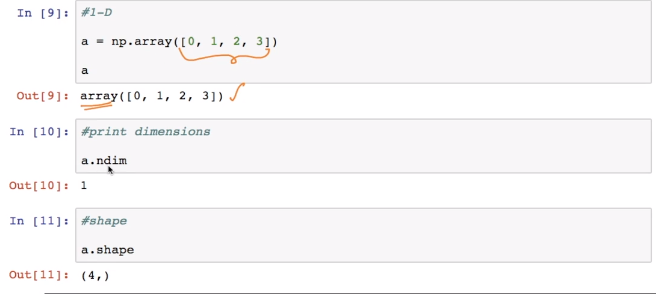 In [9]: #1-D
a = np.array([0, 1, 2, 3])
a
Out[9]: array([0, 1, 2, 3])
In [10]: #print dimensions
a.ndim
Out[10]: 1
In [11]: #shape
a.shape
Out[11]: (4,)